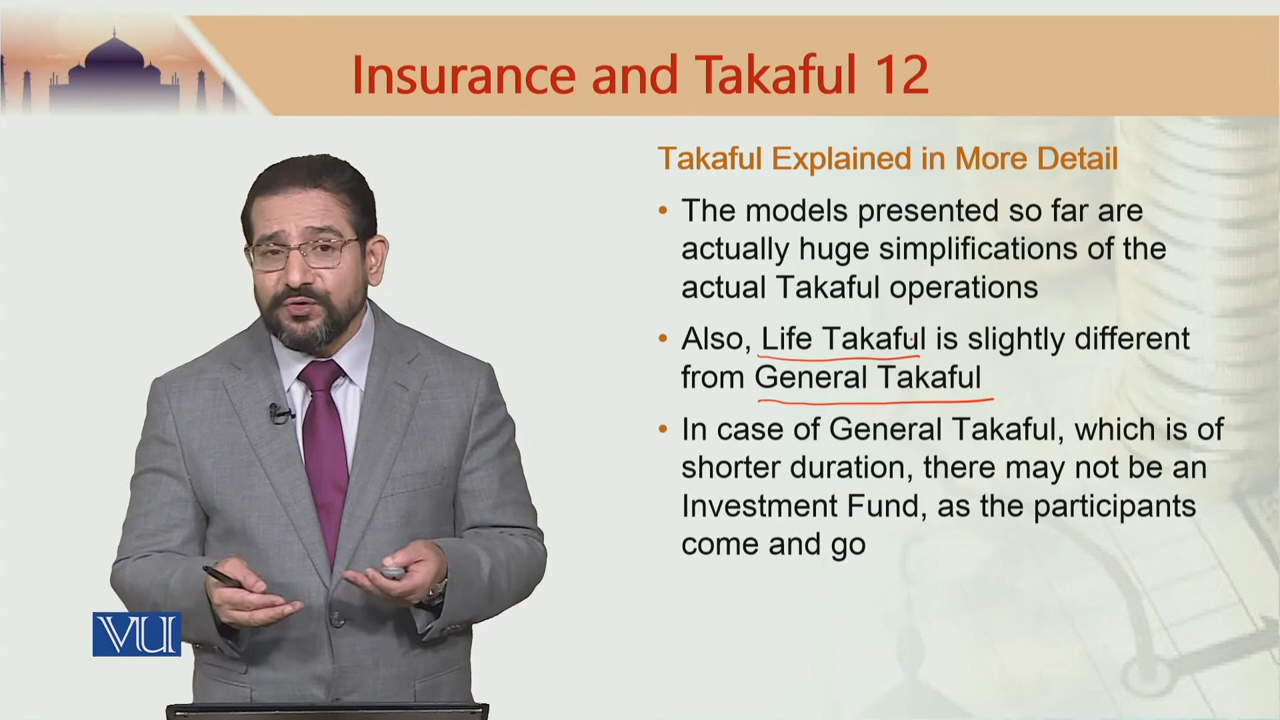 Insurance and Takaful 12
Takaful Explained in More Detail
• The models presented so far are
actually huge simplifications of the
actual Takaful operations
• Also, Life Takaful is slightly different
from General Takaful
• In case of General Takaful, which is of
shorter duration, there may not be an
Investment Fund, as the participants
come and go
VU